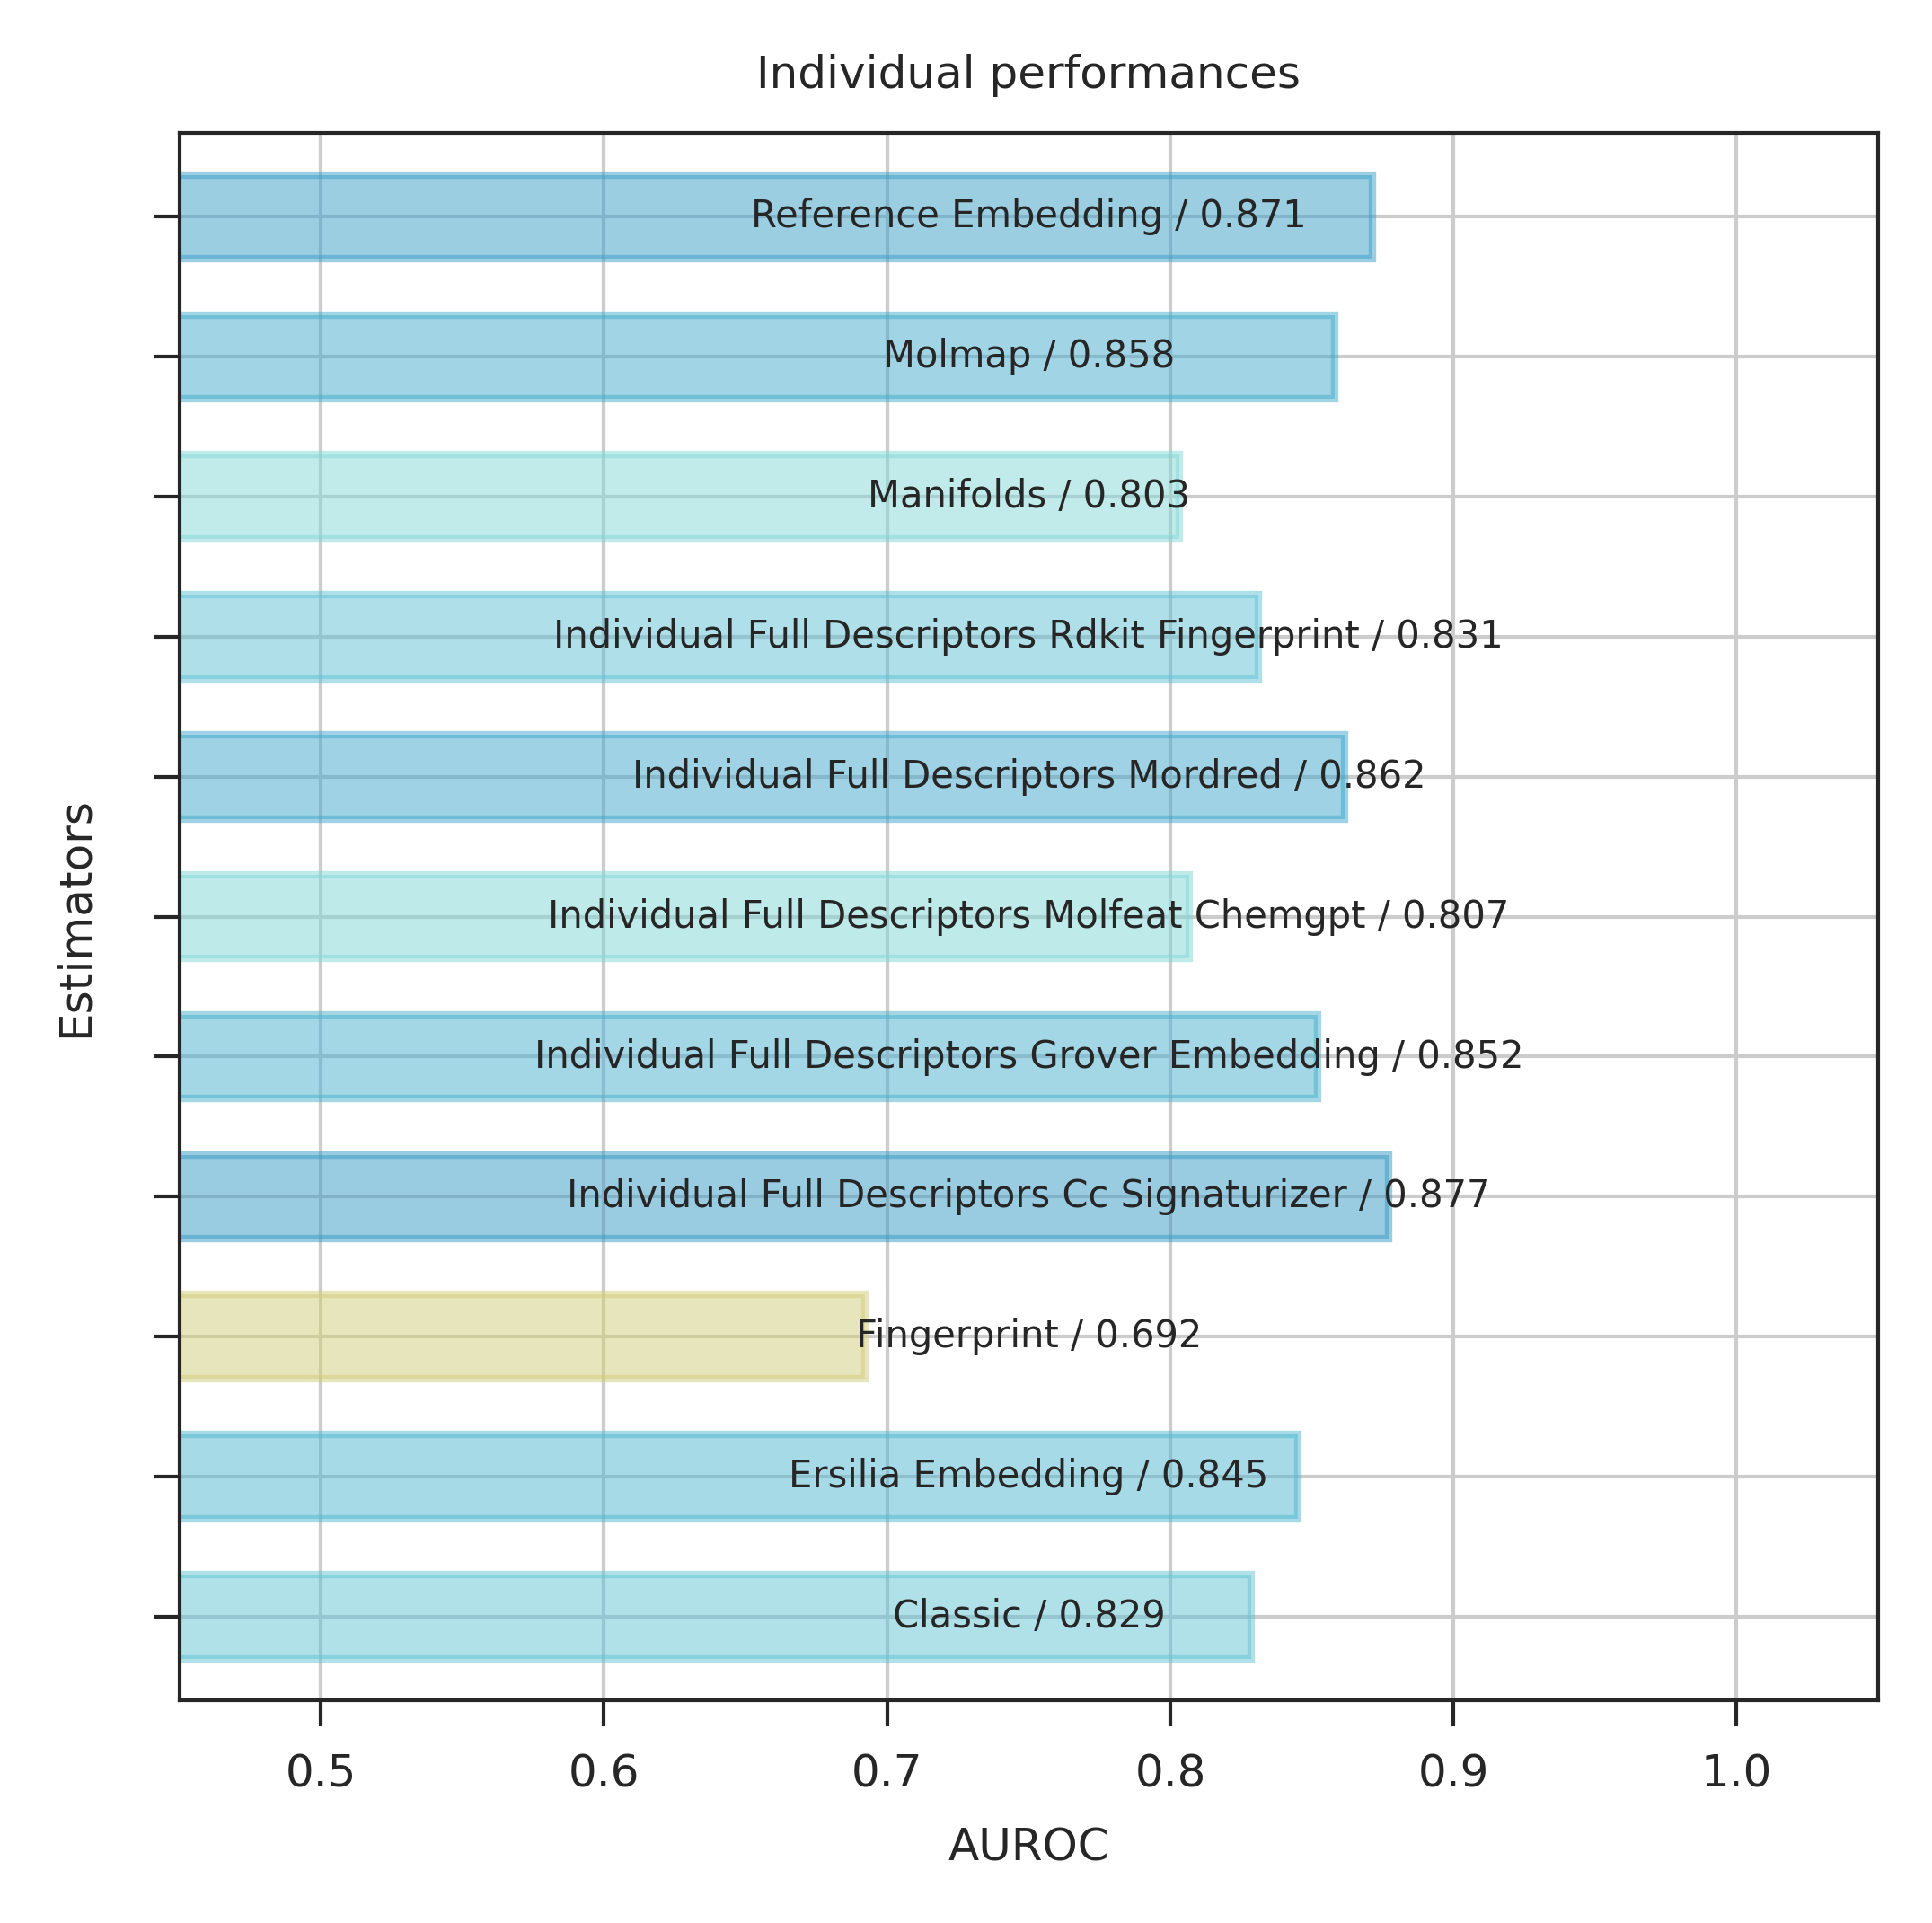 Individual performances
Reference Embedding / 0.871
Molmap / 0.858
Manifolds / 0.803
Individual Full Descriptors Rdkit Fingerprint / 0.831
Individual Full Descriptors Mordred / 0.862
Individual Full Descriptors Molfeat Chemgpt / 0.807
Individual Full Descriptors Grover Embedding / 0.852
Individual Full Descriptors Cc Signaturizer / 0.877
Fingerprint / 0.692
Ersilia Embedding / 0.845
Classic / 0.829
Estimators
0.5 0.6 0.7 0.8 0.9 1.0
AUROC